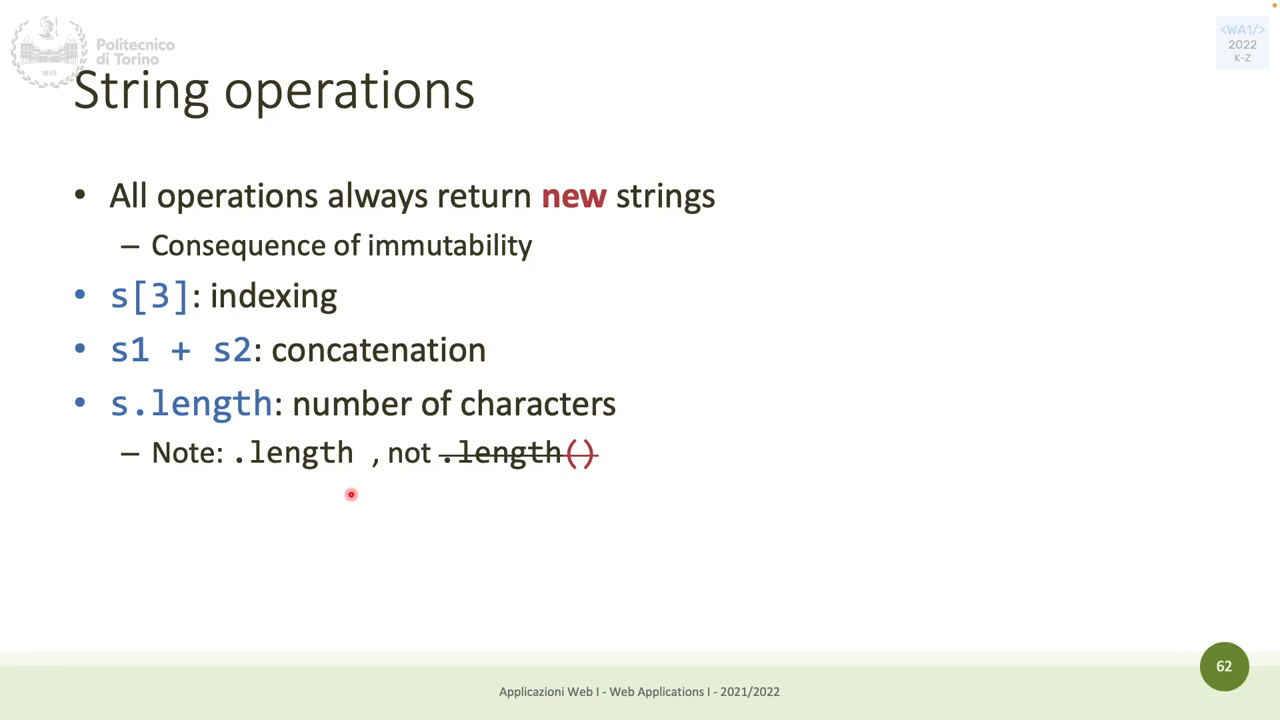 Politecnico
di Torino
1859
<WA1/>
2022
K-Z
String operations
• All operations always return new strings
– Consequence of immutability
• s[3]: indexing
• s1 + s2: concatenation
• s.length: number of characters
– Note: .length , not .length()
62
Applicazioni Web I - Web Applications I - 2021/2022